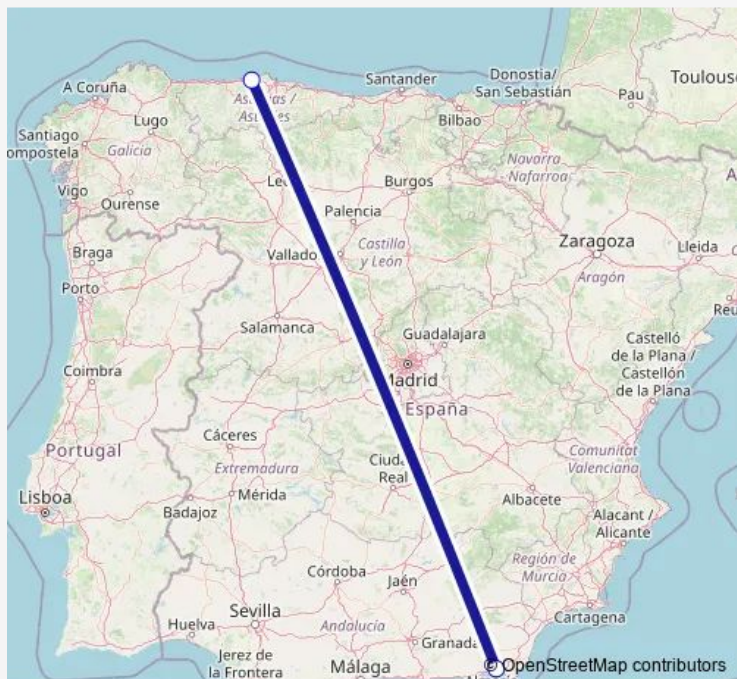 Toulouse
A Coruña
Santander
Donostia/
San Sebastián
Pau
Lugo
Bilbao
Santiago
Galicia
Navarra
- Nafarroa
Vigo
Ourense
Burgos
Palencia
Castilla
y León
Braga
Zaragoza
Lleida
Porto
Aragón
Salamanca
Guadalajara
Castelló
de la Plana /
Castellón
de la Plana
Coimbra
España
Portugal
Cáceres
Comunitat
Valenciana
Extremadura
Real
Lisboa
Mérida
Albacete
Badajoz
Alacant /
Alicante
Región de
Murcia
Córdoba
Jaén
Cartagena
Sevilla
Huelva
Andalucía
Granada
Jerez de
la Frontera
Málaga
© OpenStreetMap contributors